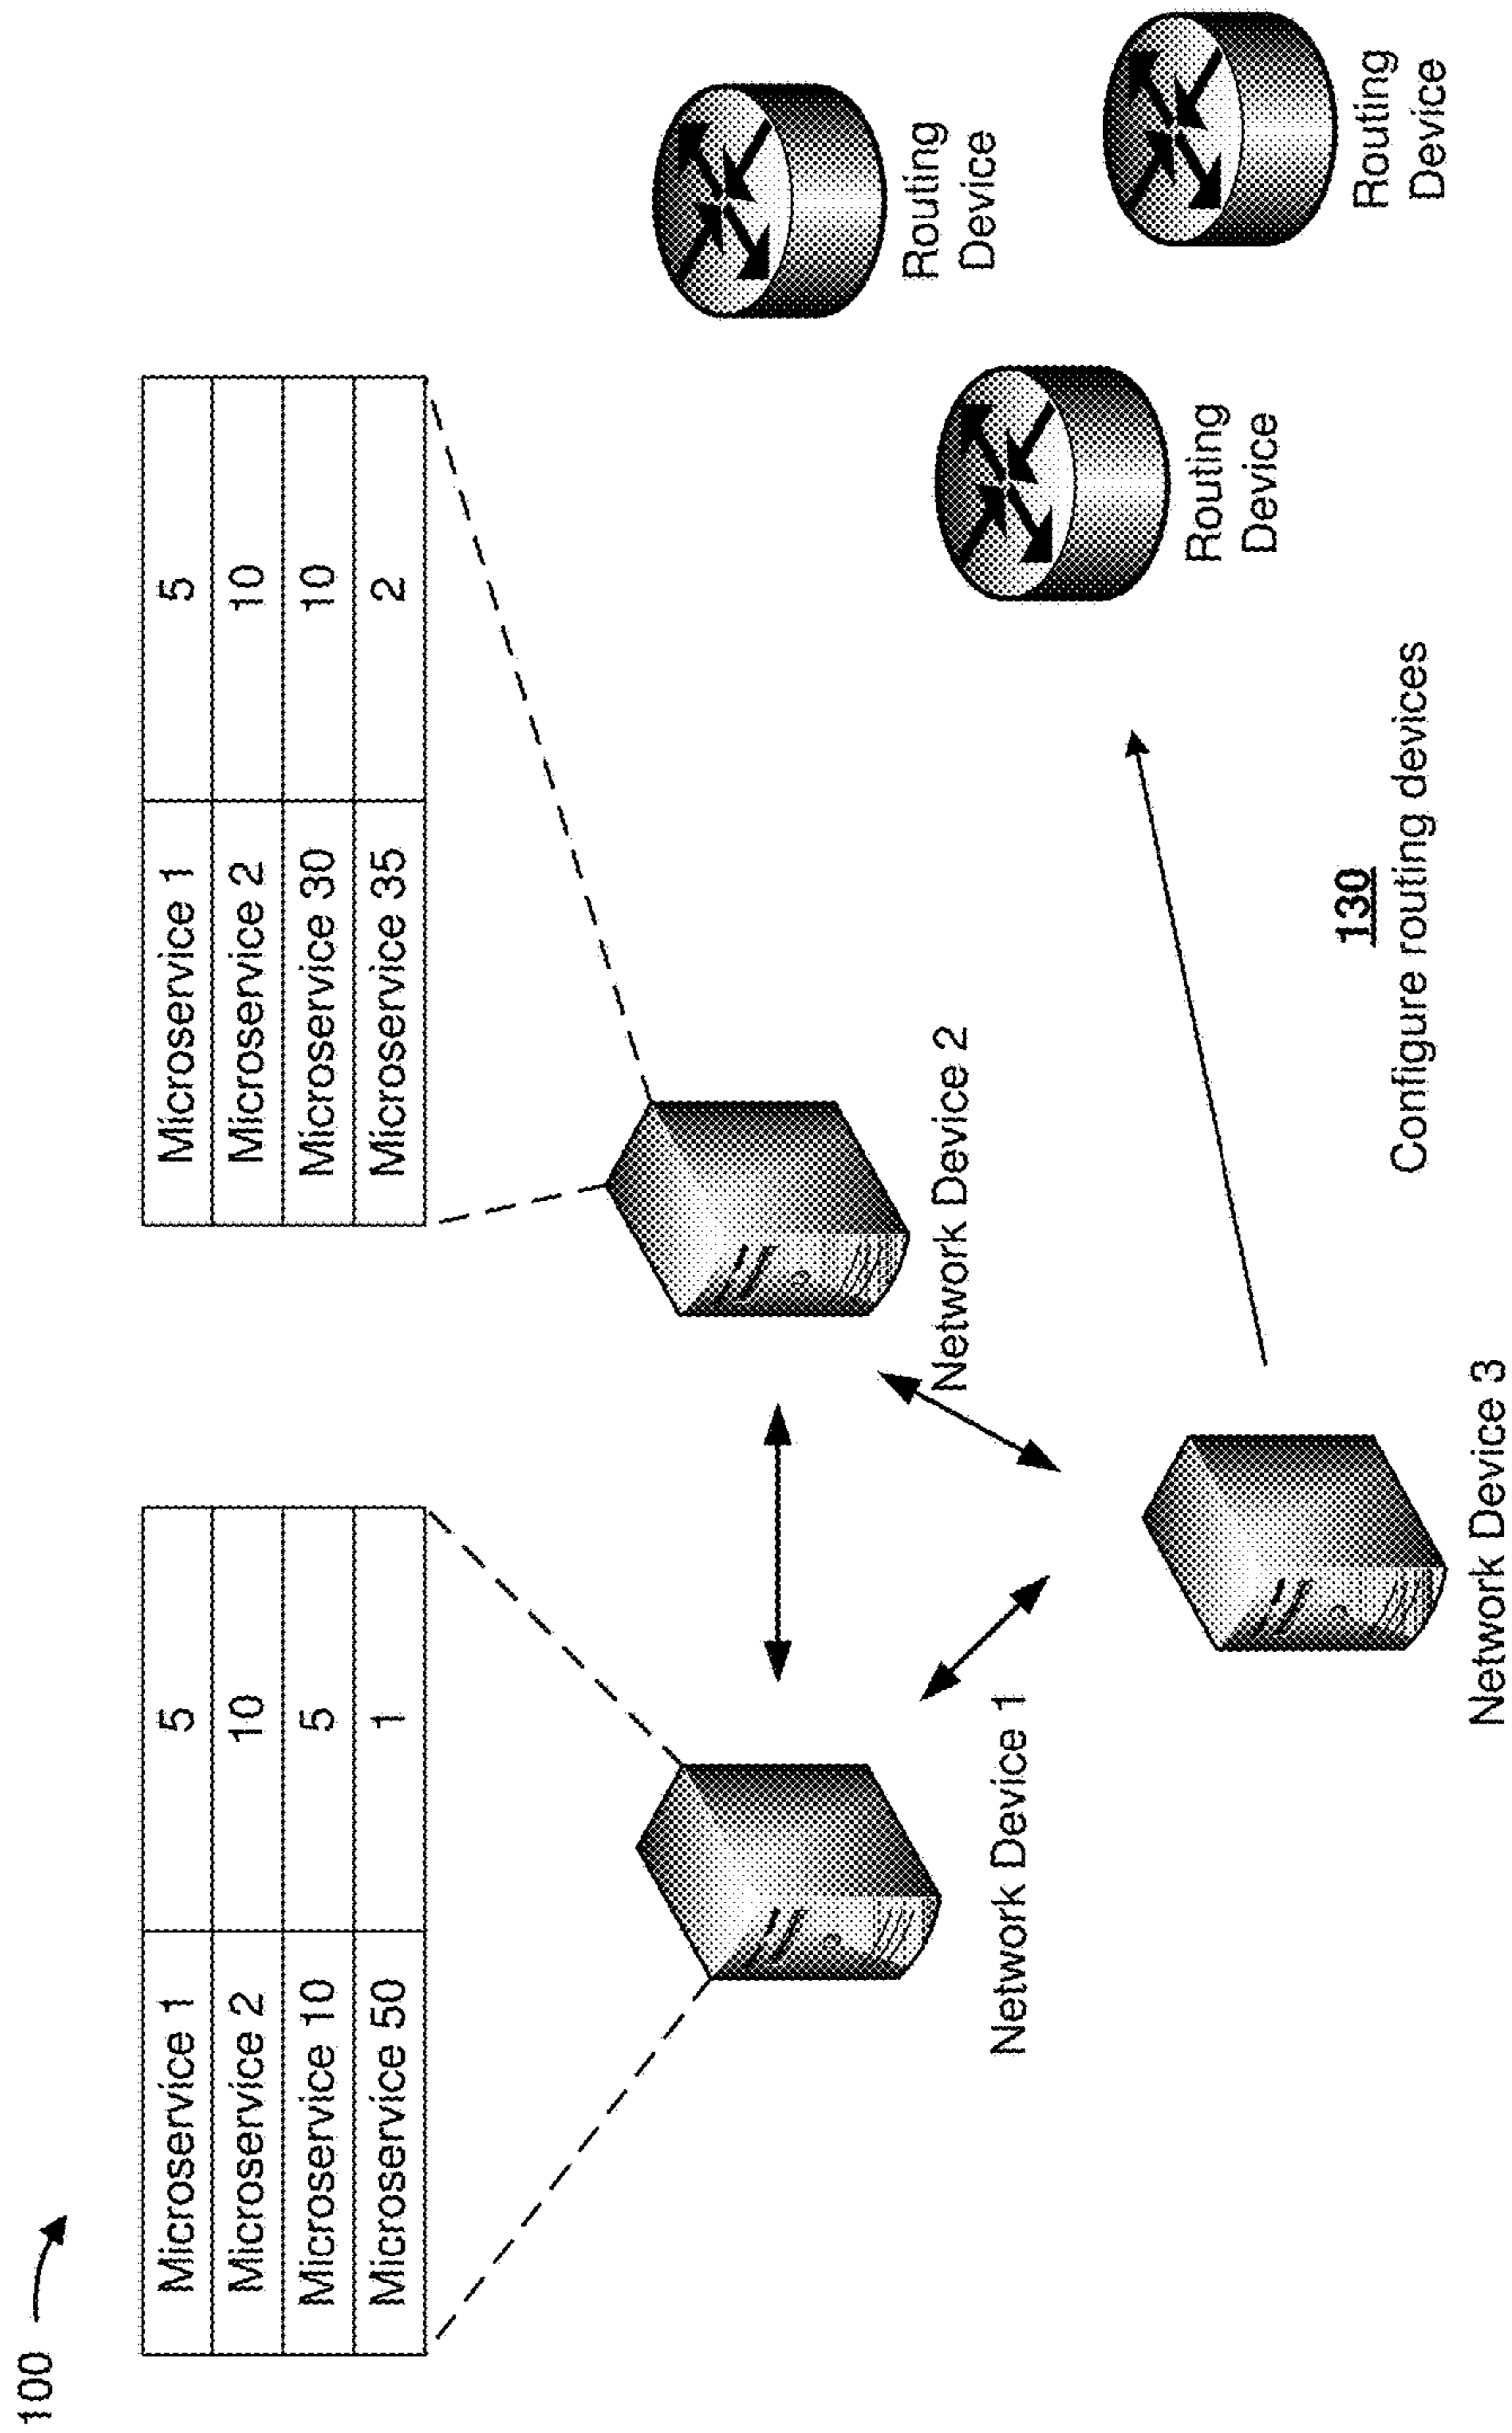 100
Microservice 1 5
Microservice 2 10
Microservice 10 5
Microservice 50 1
Microservice 1 5
Microservice 2 10
Microservice 30 10
Microservice 35 2
Network Device 1
Network Device 2
Network Device 3
130
Configure routing devices
Routing
Device
Routing
Device
Routing
Device